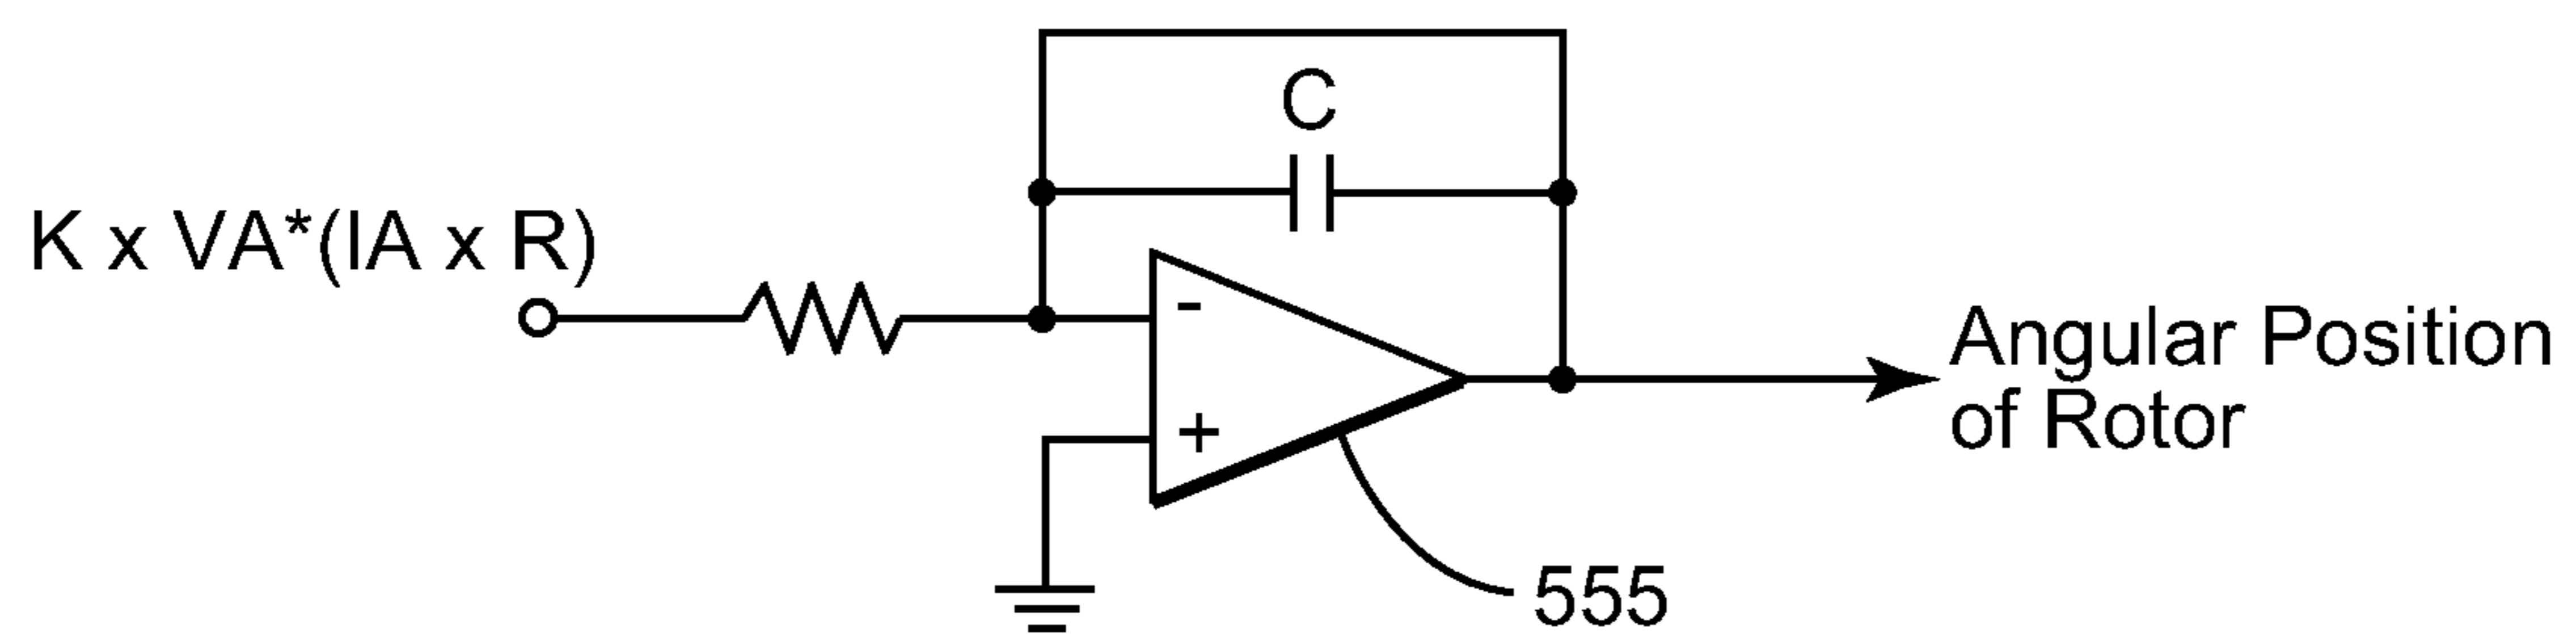 C
K x VA*(IA x R)
-
+
Angular Position
of Rotor
555